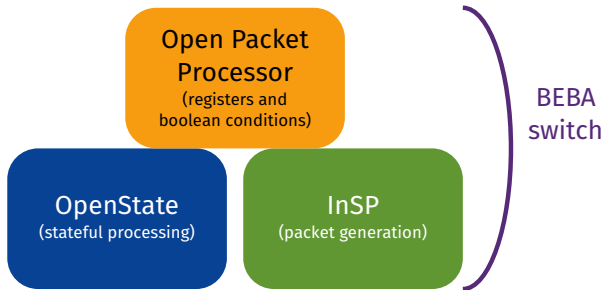 Open Packet
Processor
(registers and
boolean conditions)
BEBA
switch
OpenState
(stateful processing)
InSP
(packet generation)